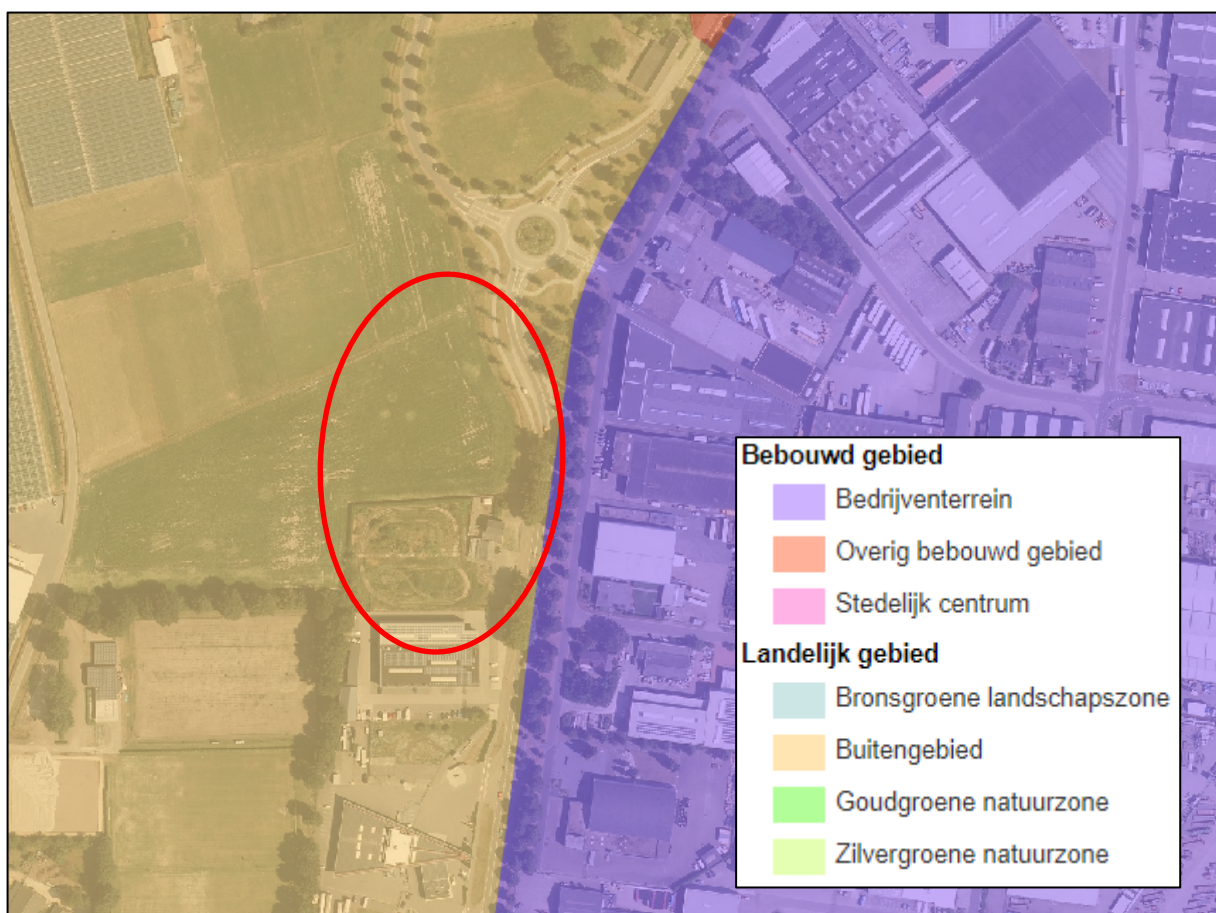 Bebouwd gebied
Bedrijventerrein
Overig bebouwd gebied
Stedelijk centrum
Landelijk gebied
Bronsgroene landschapszone
Buitengebied
Goudgroene natuurzone
Zilvergroene natuurzone